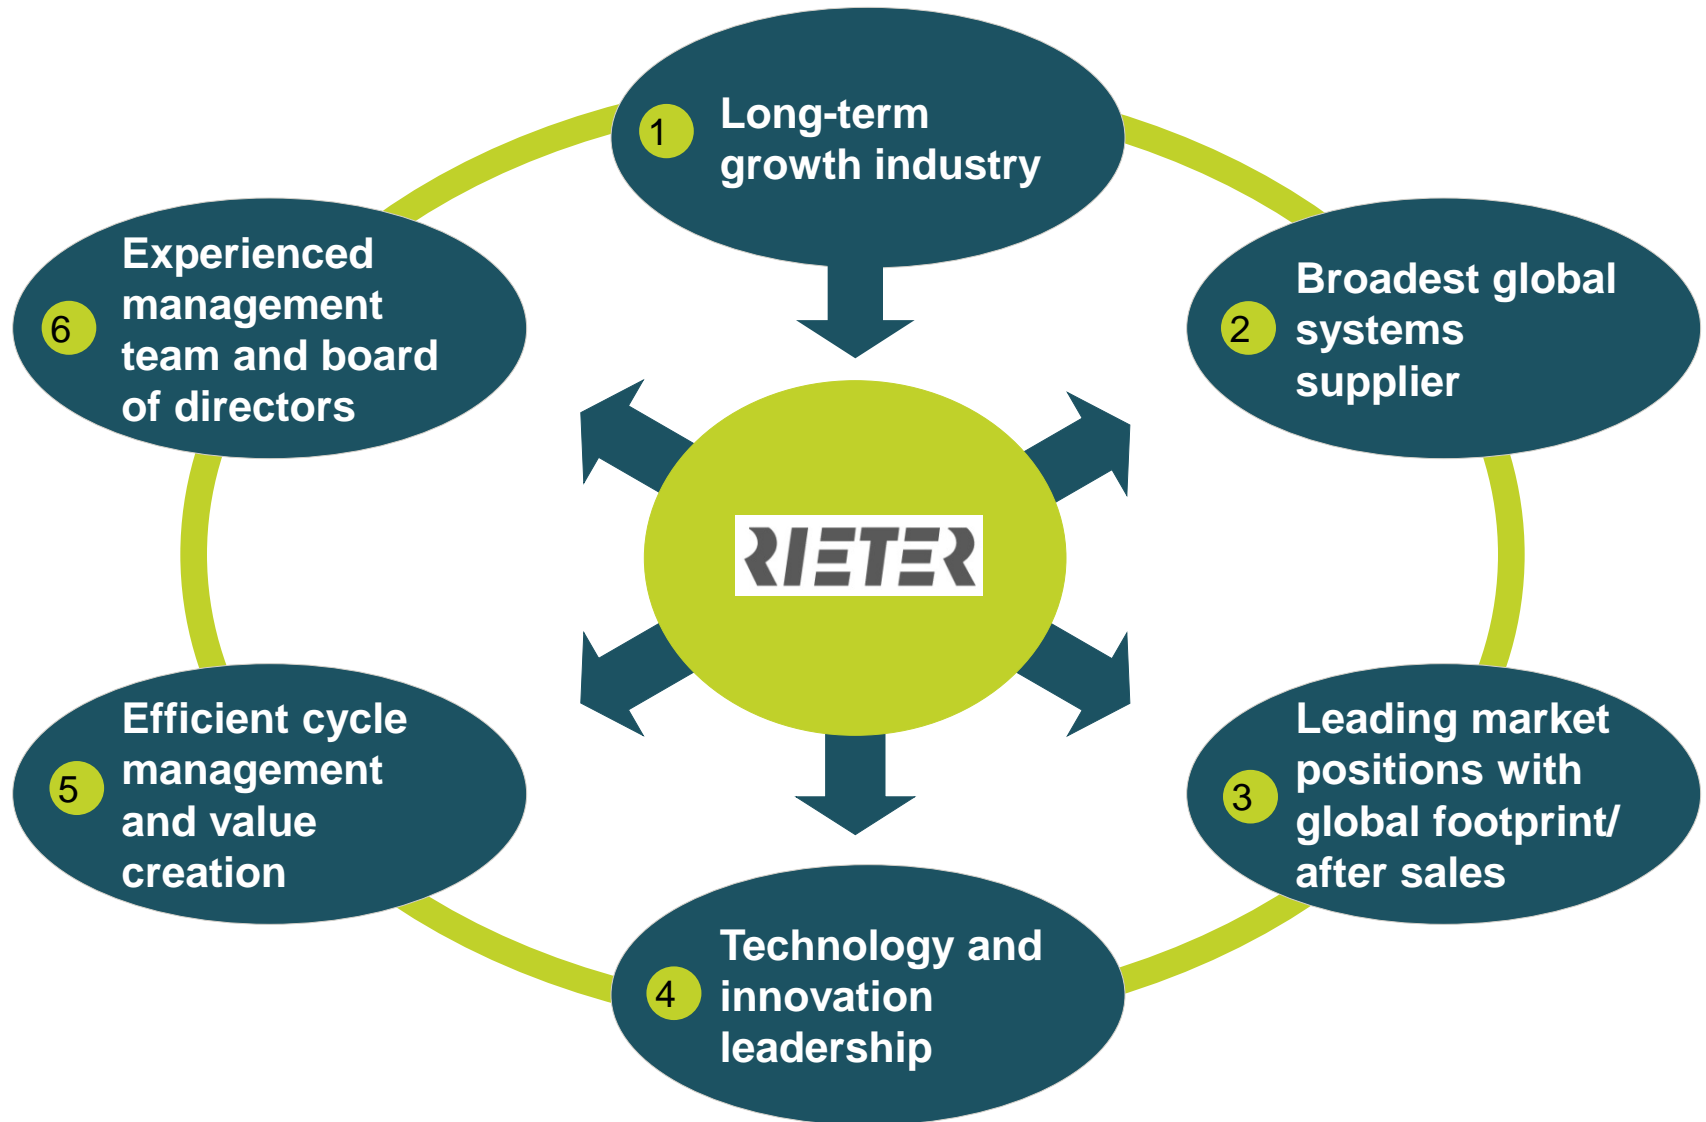 1
Long-term
growth industry
2
Broadest global
systems
supplier
3
Leading market
positions with
global footprint/
after sales
4
Technology and
innovation
leadership
5
Efficient cycle
management
and value
creation
6
Experienced
management
team and board
of directors
RIETER